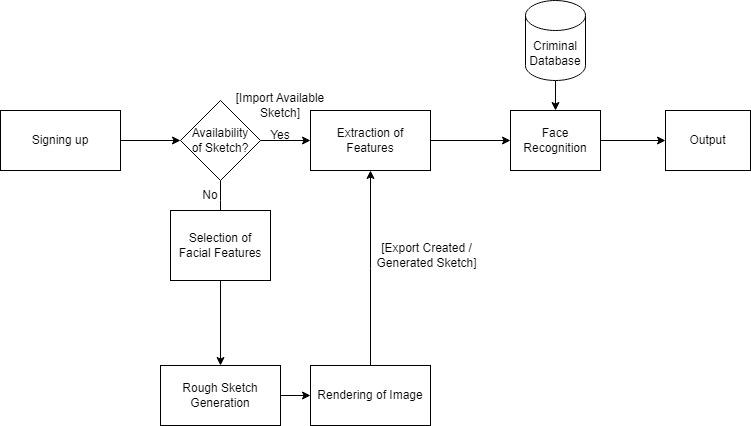 Criminal
Database
[Import Available
Sketch]
Signing up
Availability
of Sketch?
Yes
Extraction of
Features
Face
Recognition
Output
No
Selection of
Facial Features
[Export Created /
Generated Sketch]
Rough Sketch
Generation
Rendering of Image